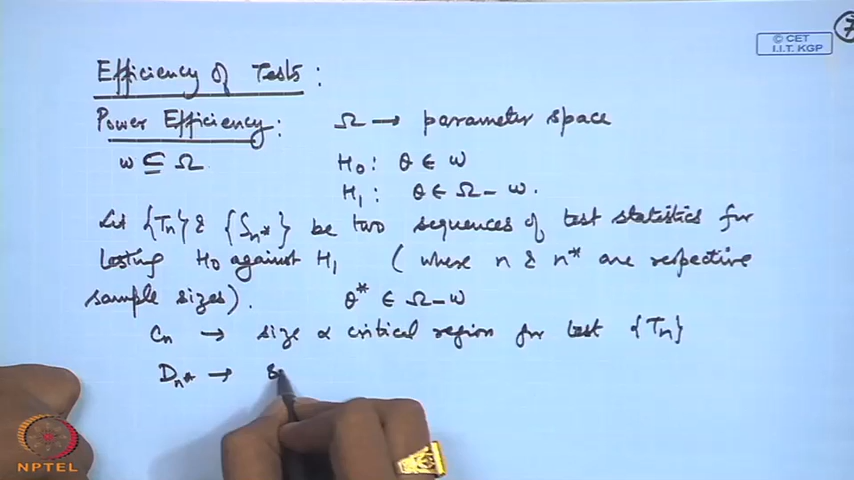 © CET
I.I.T. KGP
7
Efficiency of Tests :
Power Efficiency : Ω → parameter space
ω ⊆ Ω H₀ : θ ∈ ω
H₁ : θ ∈ Ω – ω.
Let {Tn} & {Sn*} be two sequences of test statistics for
testing H₀ against H₁ ( where n & n* are respective
sample sizes). θ* ∈ Ω – ω
Cn → size α critical region for test {Tn}
Dn* → s
NPTEL